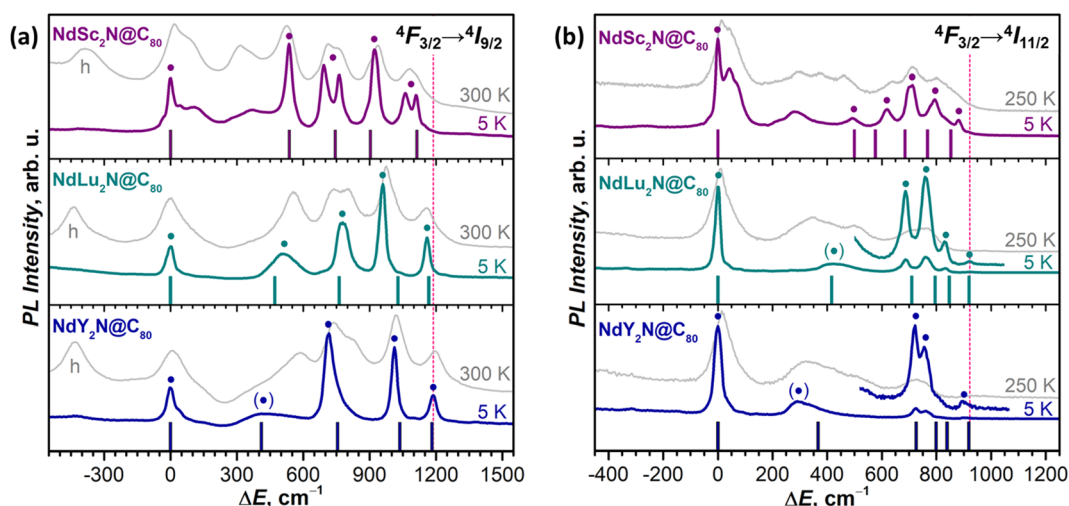 (a)
PL Intensity, arb. u.
NdSc₂N@C₈₀
⁴F₃/₂→⁴I₉/₂
h
300 K
5 K
NdLu₂N@C₈₀
h
300 K
5 K
NdY₂N@C₈₀
h
300 K
(•)
5 K
-300 0 300 600 900 1200 1500
ΔE, cm⁻¹
(b)
PL Intensity, arb. u.
NdSc₂N@C₈₀
⁴F₃/₂→⁴I₁₁/₂
250 K
5 K
NdLu₂N@C₈₀
250 K
(•)
5 K
NdY₂N@C₈₀
250 K
(•)
5 K
-400 -200 0 200 400 600 800 1000 1200
ΔE, cm⁻¹